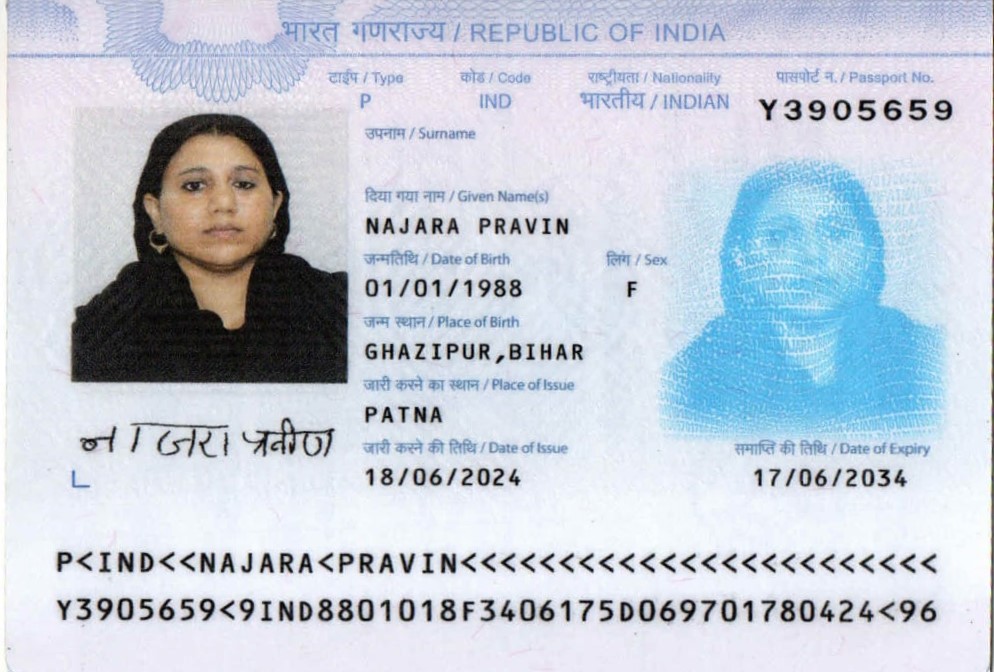 भारत गणराज्य / REPUBLIC OF INDIA
टाईप / Type कोड / Code राष्ट्रीयता / Nationality पासपोर्ट न. / Passport No.
P IND भारतीय / INDIAN Y3905659
उपनाम / Surname
दिया गया नाम / Given Name(s)
NAJARA PRAVIN
जन्मतिथि / Date of Birth लिंग / Sex
01/01/1988 F
जन्म स्थान / Place of Birth
GHAZIPUR,BIHAR
जारी करने का स्थान / Place of Issue
PATNA
नाजरा प्रवीण
जारी करने की तिथि / Date of Issue समाप्ति की तिथि / Date of Expiry
18/06/2024 17/06/2034
P<IND<<NAJARA<PRAVIN<<<<<<<<<<<<<<<<<<<<<<<<
Y3905659<9IND8801018F3406175D069701780424<96